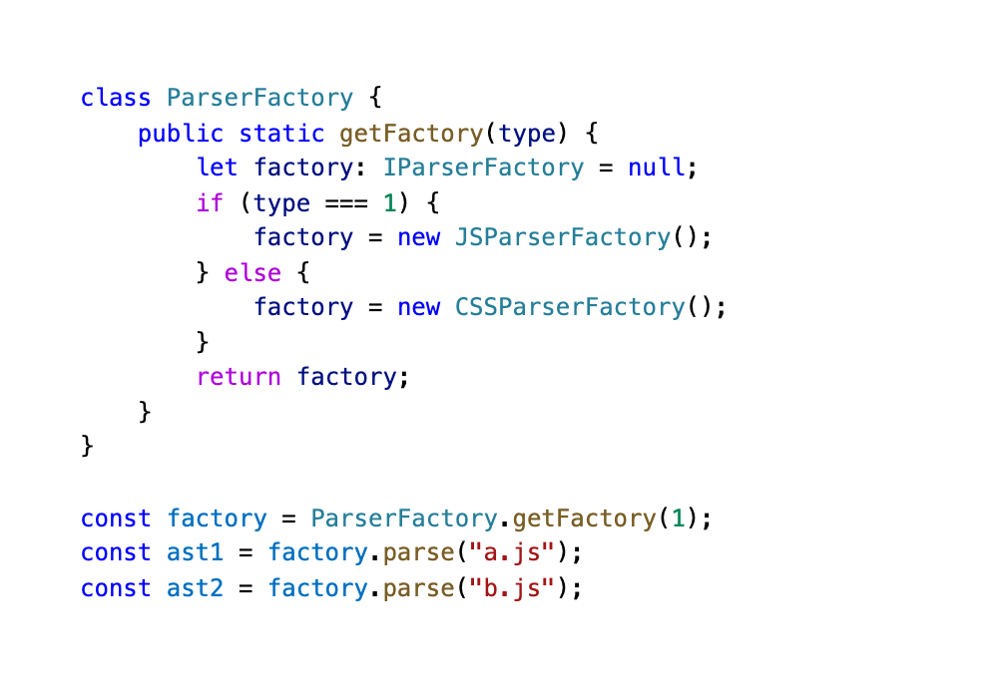 class ParserFactory {
    public static getFactory(type) {
        let factory: IParserFactory = null;
        if (type === 1) {
            factory = new JSParserFactory();
        } else {
            factory = new CSSParserFactory();
        }
        return factory;
    }
}

const factory = ParserFactory.getFactory(1);
const ast1 = factory.parse("a.js");
const ast2 = factory.parse("b.js");